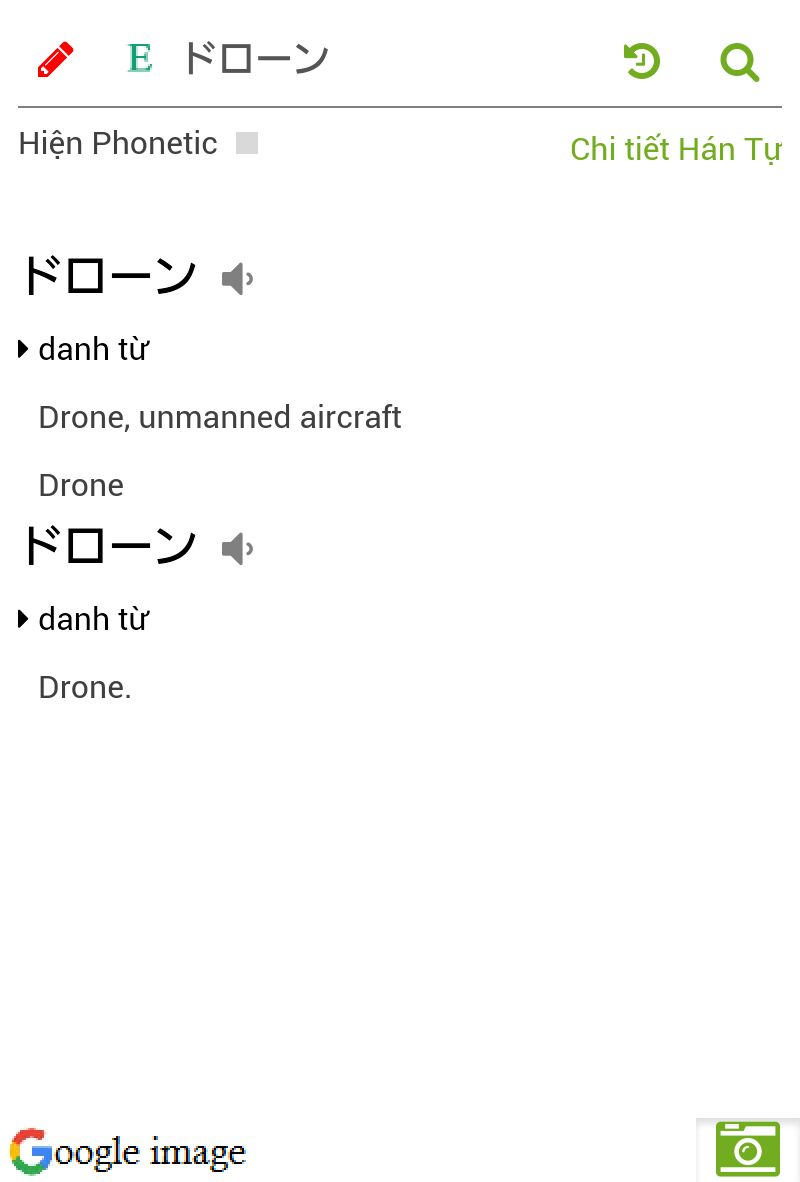 E ドローン
Hiện Phonetic
Chi tiết Hán Tự
ドローン
danh từ
Drone, unmanned aircraft
Drone
ドローン
danh từ
Drone.
Google image